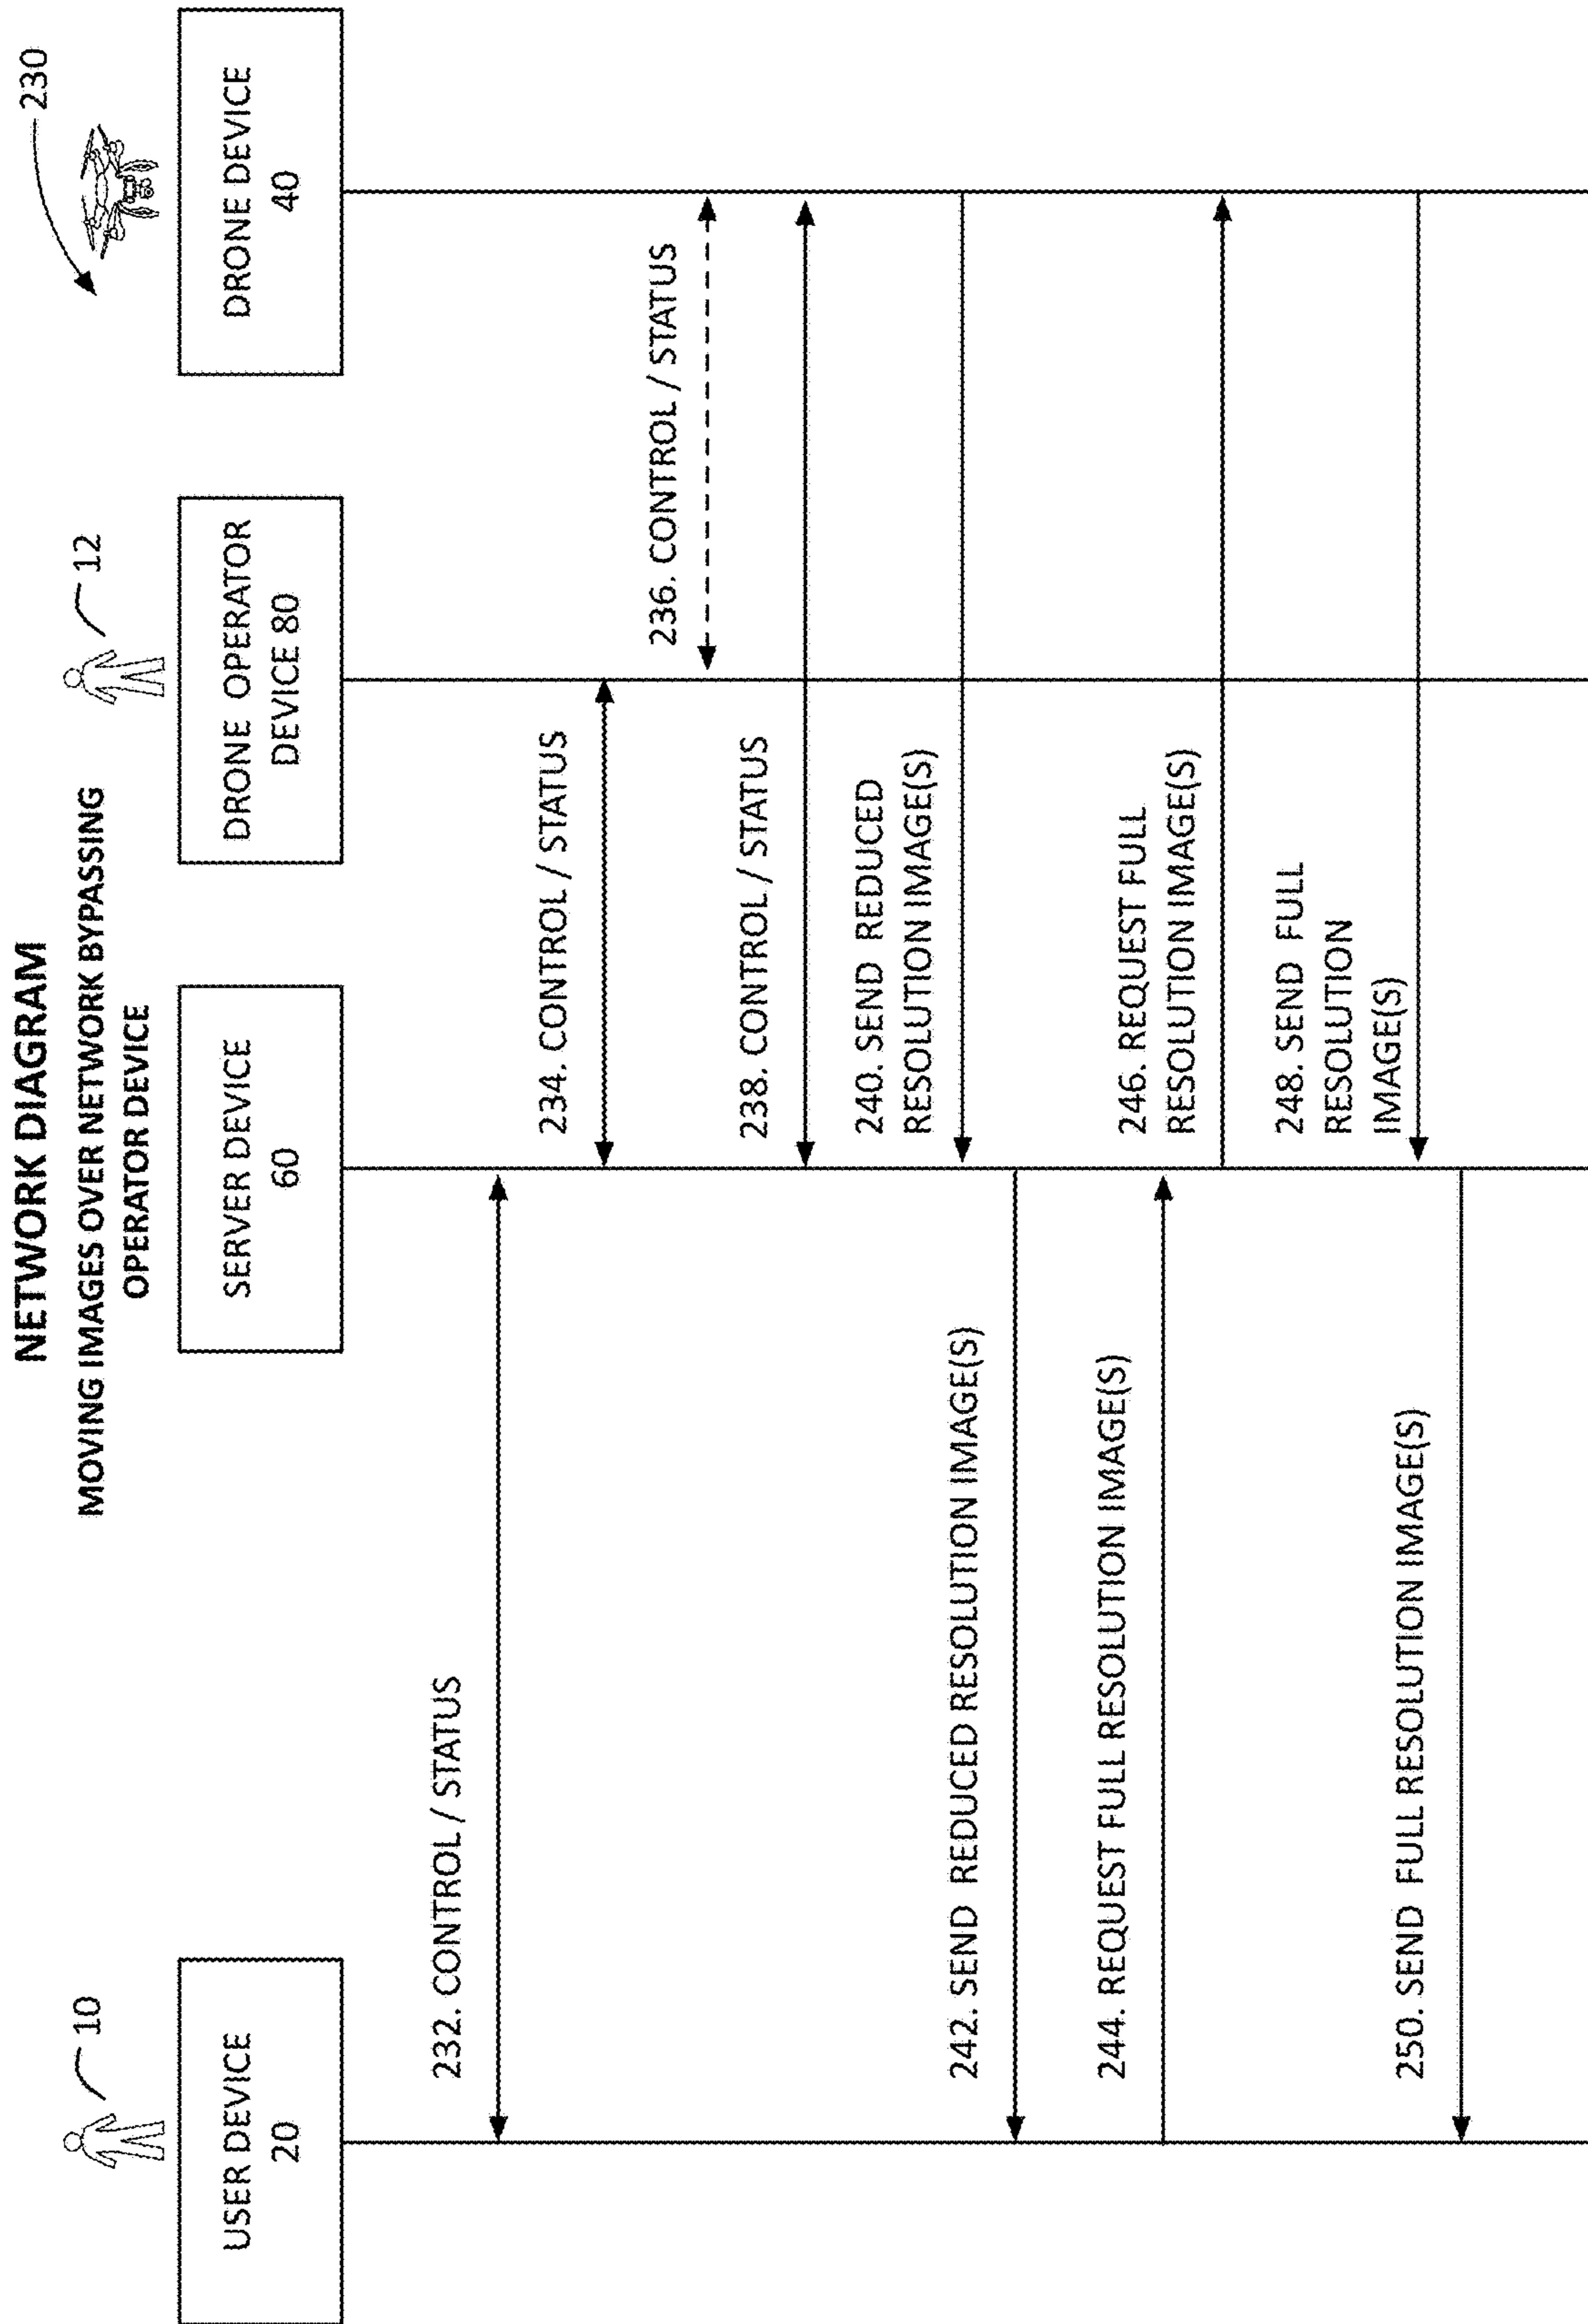 NETWORK DIAGRAM
MOVING IMAGES OVER NETWORK BYPASSING
OPERATOR DEVICE
10
12
230
USER DEVICE
20
SERVER DEVICE
60
DRONE OPERATOR
DEVICE 80
DRONE DEVICE
40
232. CONTROL / STATUS
234. CONTROL / STATUS
236. CONTROL / STATUS
238. CONTROL / STATUS
240. SEND REDUCED
RESOLUTION IMAGE(S)
242. SEND REDUCED RESOLUTION IMAGE(S)
244. REQUEST FULL RESOLUTION IMAGE(S)
246. REQUEST FULL
RESOLUTION IMAGE(S)
248. SEND FULL
RESOLUTION
IMAGE(S)
250. SEND FULL RESOLUTION IMAGE(S)